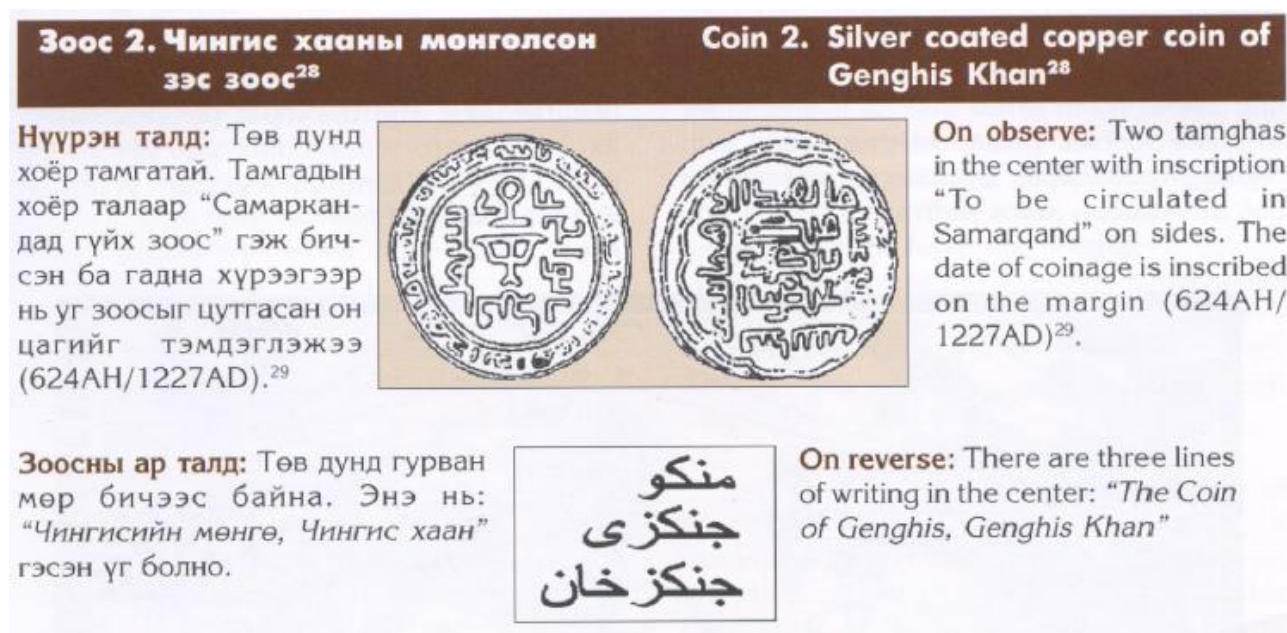 Зоос 2. Чингис хааны мөнголсөн
зэс зоос28
Coin 2. Silver coated copper coin of
Genghis Khan28
Нүүрэн талд: Төв дунд
хоёр тамгатай. Тамгадын
хоёр талаар “Самаркан-
дад гүйх зоос” гэж бич-
сэн ба гадна хүрээгээр
нь уг зоосыг цутгасан он
цагийг тэмдэглэжээ
(624AH/1227AD).29
On observe: Two tamghas
in the center with inscription
“To be circulated in
Samarqand” on sides. The
date of coinage is inscribed
on the margin (624AH/
1227AD)29.
Зоосны ар талд: Төв дунд гурван
мөр бичээс байна. Энэ нь:
“Чингисийн мөнгө, Чингис хаан”
гэсэн үг болно.
منكو
جنكزى
جنكز خان
On reverse: There are three lines
of writing in the center: “The Coin
of Genghis, Genghis Khan”